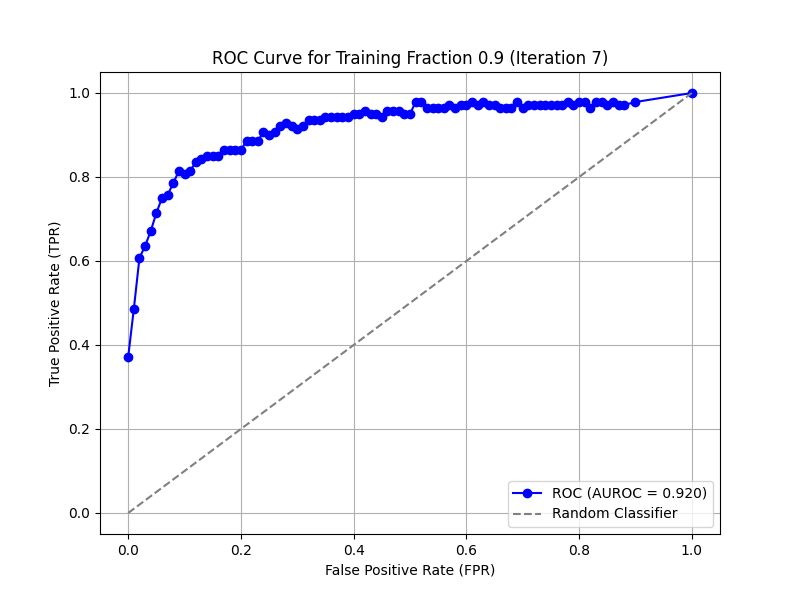 ROC Curve for Training Fraction 0.9 (Iteration 7)
True Positive Rate (TPR)
1.0
0.8
0.6
0.4
0.2
0.0
0.0 0.2 0.4 0.6 0.8 1.0
False Positive Rate (FPR)
ROC (AUROC = 0.920)
Random Classifier